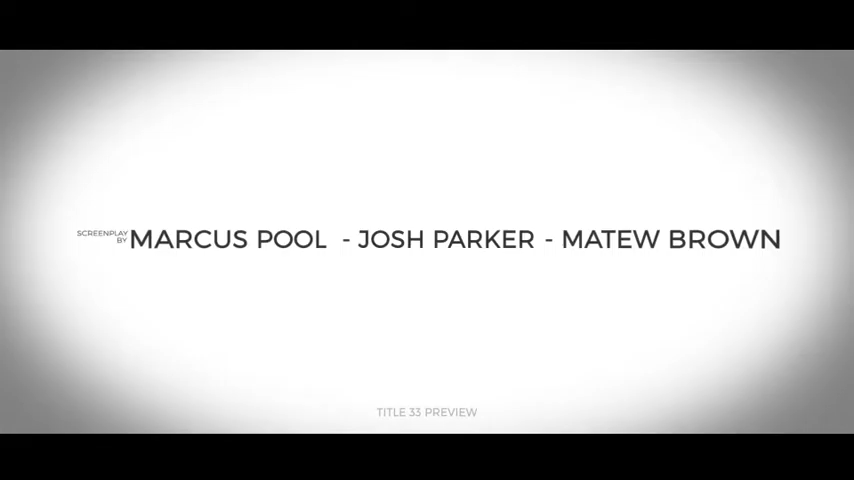 SCREENPLAY
BY
MARCUS POOL - JOSH PARKER - MATEW BROWN
TITLE 33 PREVIEW